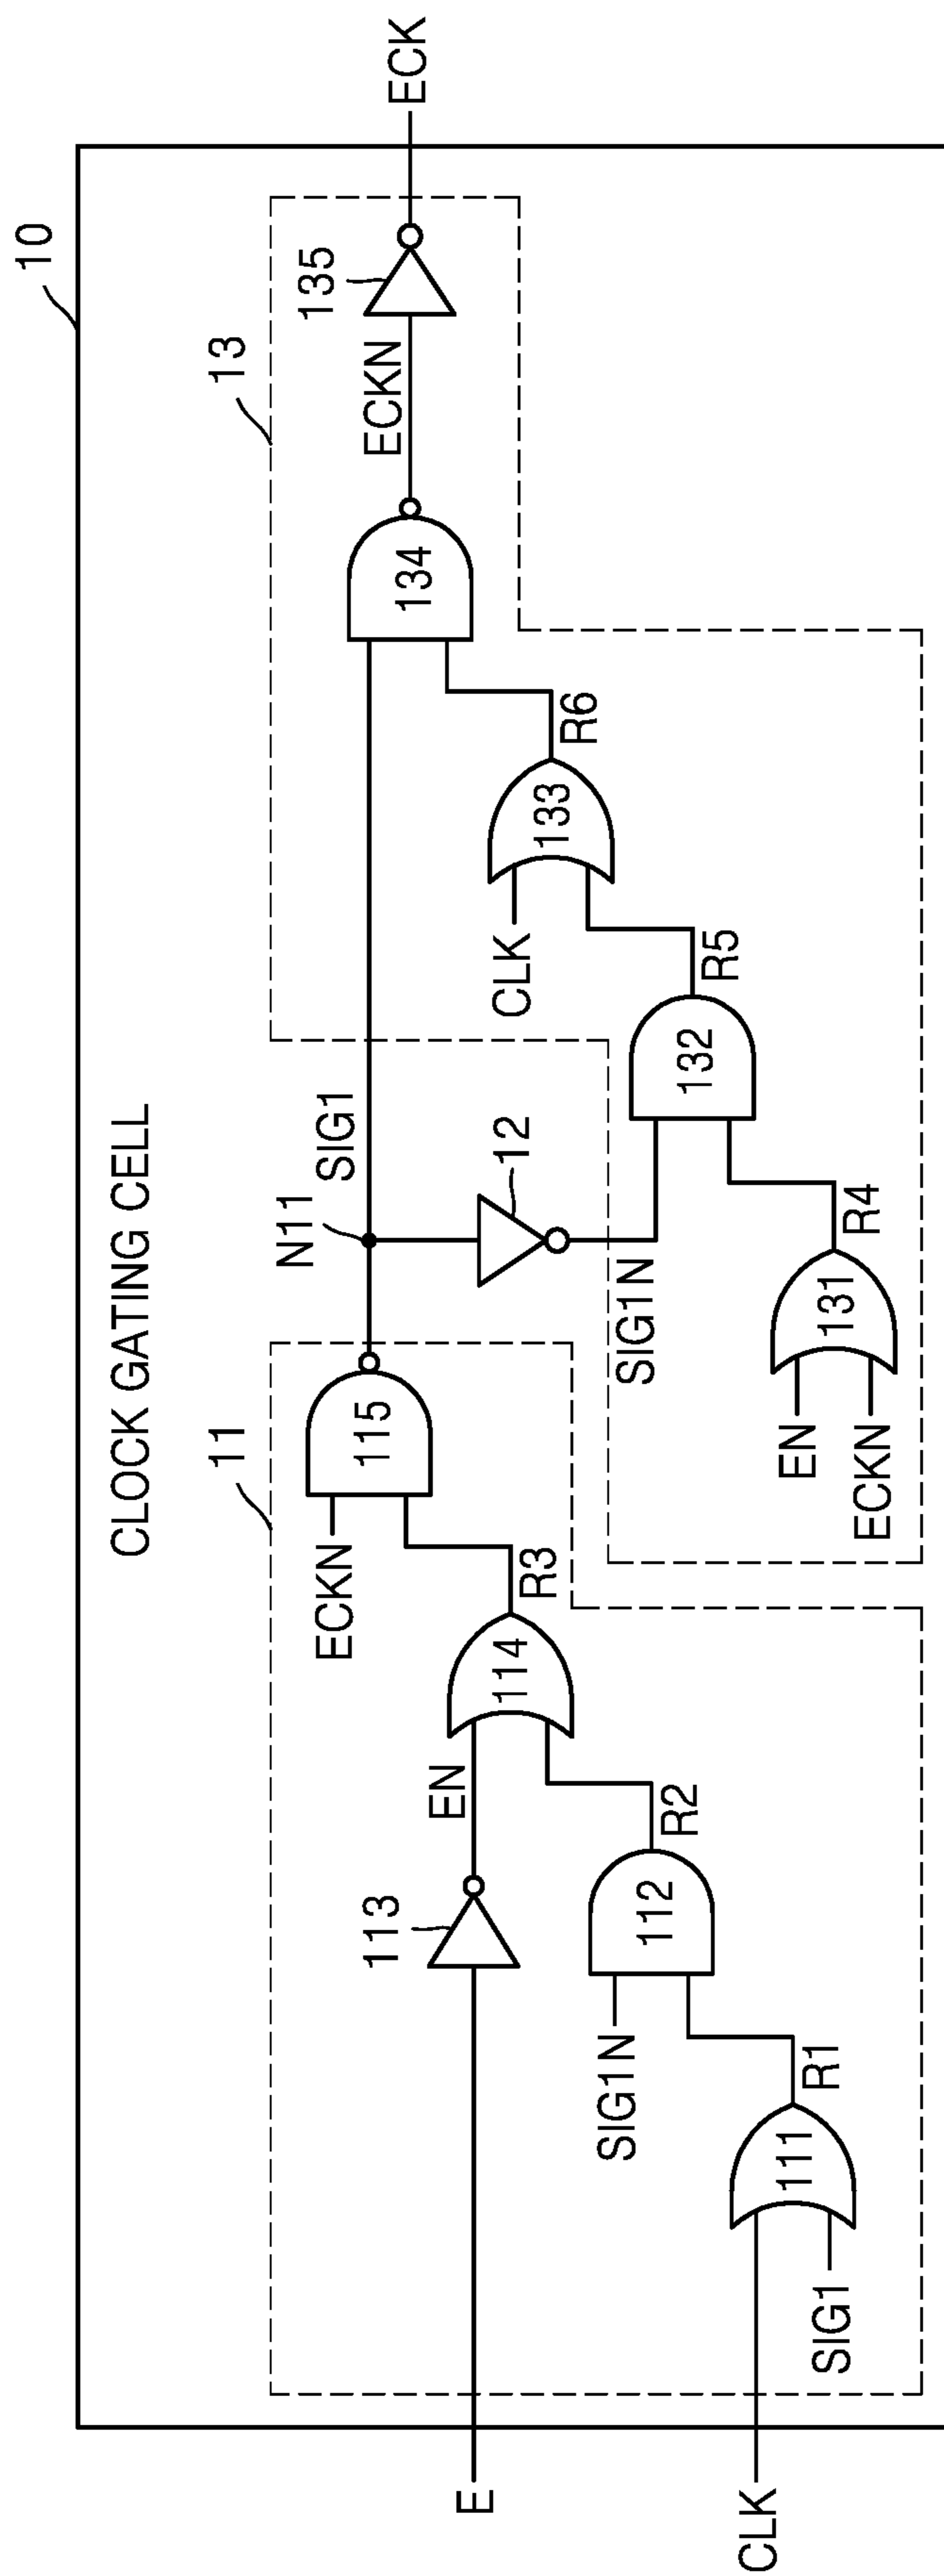 10
CLOCK GATING CELL
11
13
N11
SIG1
ECKN
115
134
ECKN
135
ECK
E
113
EN
114
R3
12
CLK
133
R6
SIG1N
112
R2
SIG1N
132
R5
CLK
SIG1
111
R1
EN
ECKN
131
R4